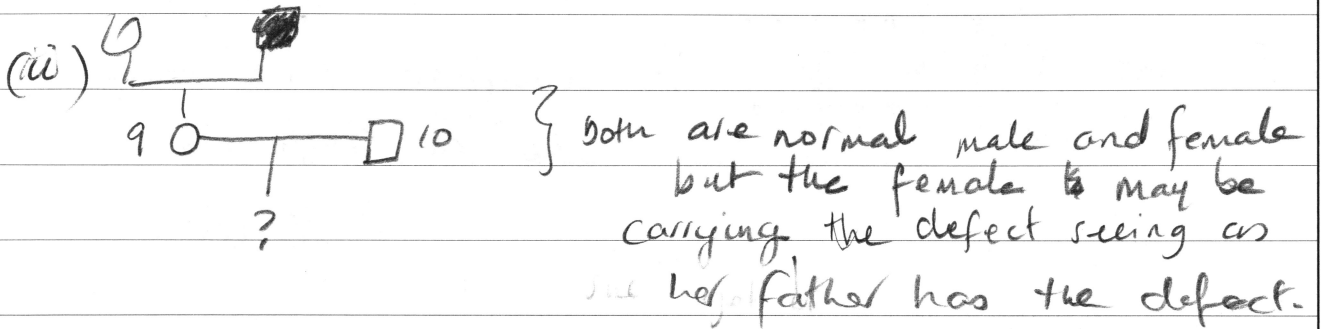 (iii)
9 10 } both are normal male and female
but the female may be
carrying the defect seeing as
?
her father has the defect.